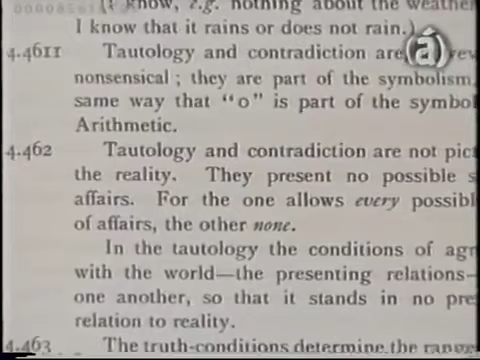 know, e.g. nothing about the weather
I know that it rains or does not rain.)
4.4611 Tautology and contradiction are
nonsensical ; they are part of the symbolism,
same way that "o" is part of the symbol
Arithmetic.
4.462 Tautology and contradiction are not pic
the reality. They present no possible s
affairs. For the one allows every possibl
of affairs, the other none.
In the tautology the conditions of agr
with the world—the presenting relations—
one another, so that it stands in no pre
relation to reality.
4.463 The truth-conditions determine the range
á